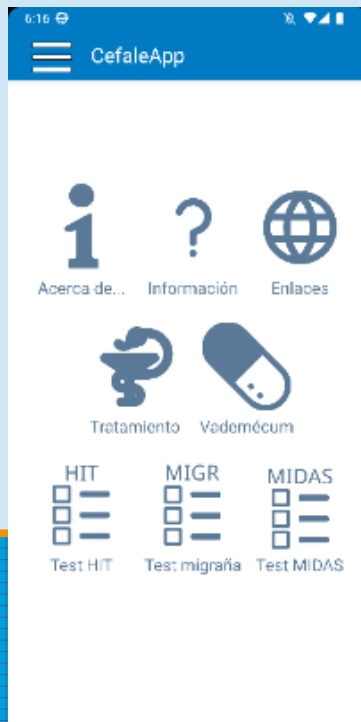 6:16
CefaleApp
Acerca de... Información Enlaces
Tratamiento Vademécum
HIT MIGR MIDAS
Test HIT Test migraña Test MIDAS